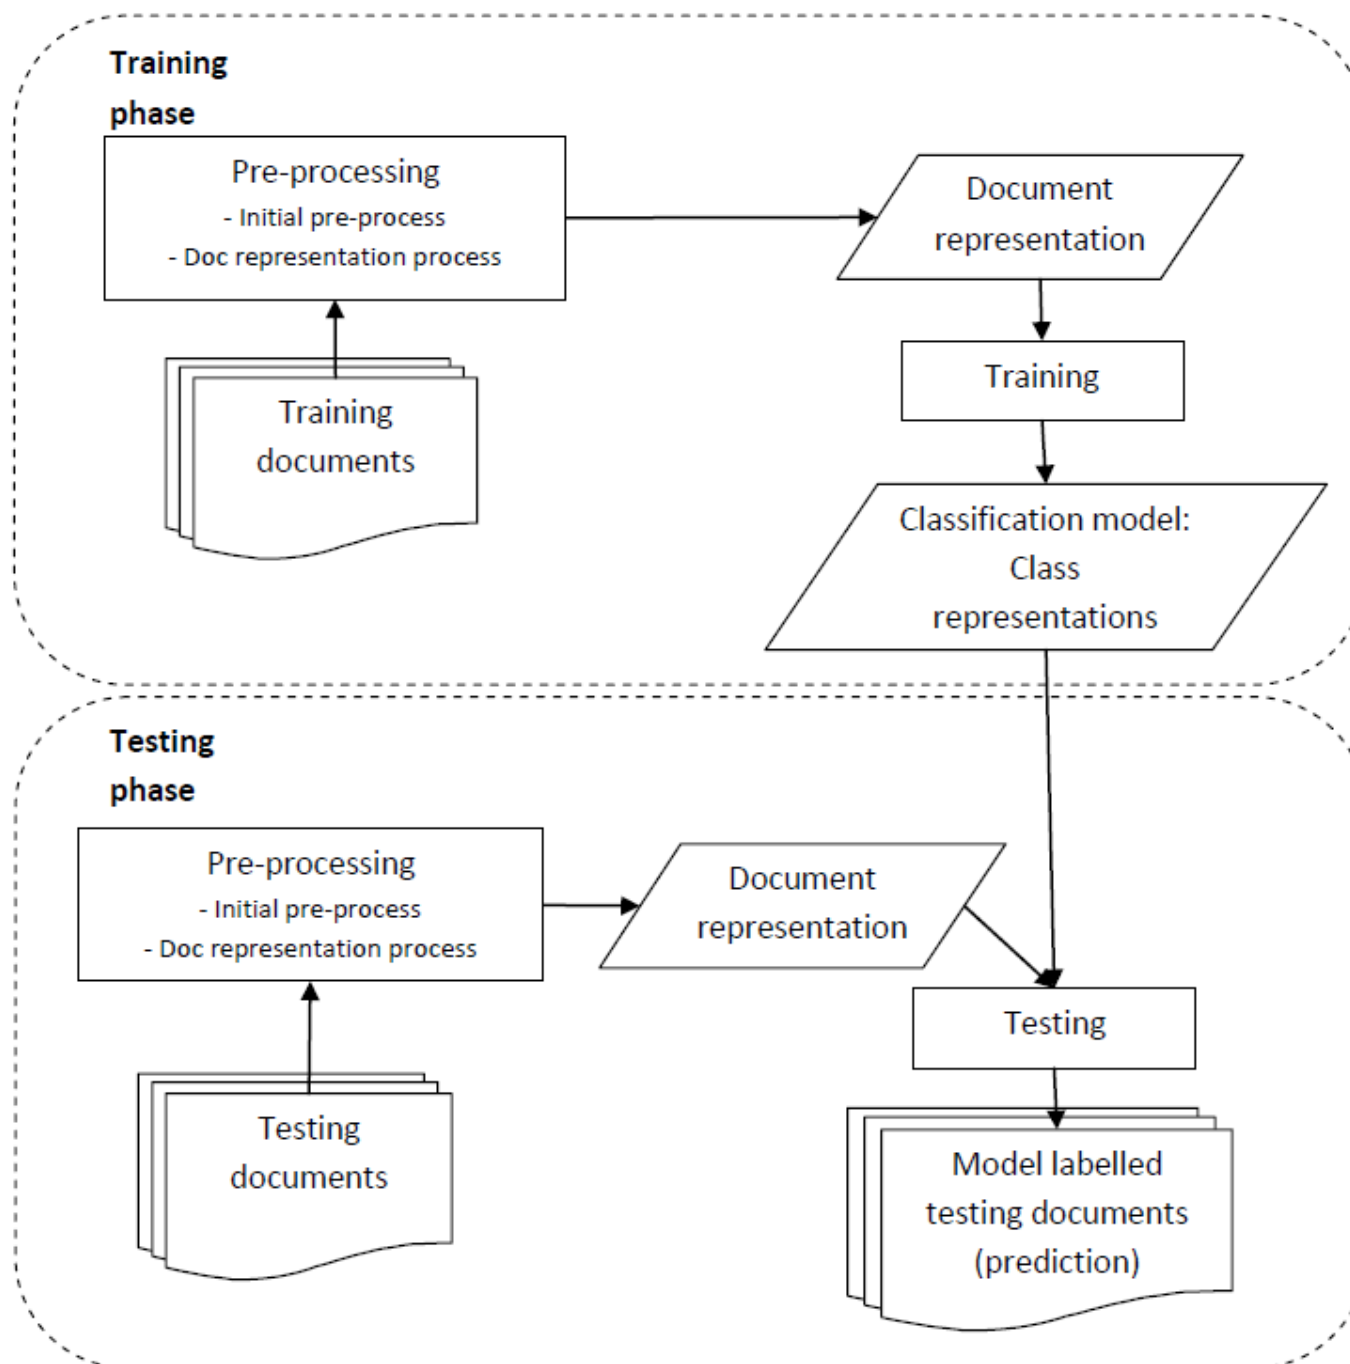 Training
phase
Pre-processing
- Initial pre-process
- Doc representation process
Document
representation
Training
Training
documents
Classification model:
Class
representations
Testing
phase
Pre-processing
- Initial pre-process
- Doc representation process
Document
representation
Testing
Testing
documents
Model labelled
testing documents
(prediction)